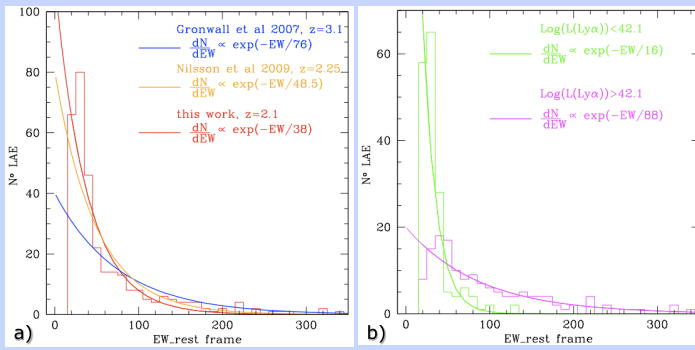 Gronwall et al 2007, z=3.1
dN/dEW ∝ exp(-EW/76)
Nilsson et al 2009, z=2.25
dN/dEW ∝ exp(-EW/48.5)
this work, z=2.1
dN/dEW ∝ exp(-EW/38)
100
80
60
40
20
0
Nº LAE
0 100 200 300
EW_rest frame
a)
Log(L(Lyα))<42.1
dN/dEW ∝ exp(-EW/16)
Log(L(Lyα))>42.1
dN/dEW ∝ exp(-EW/88)
60
40
20
0
Nº LAE
0 100 200 300
EW_rest frame
b)